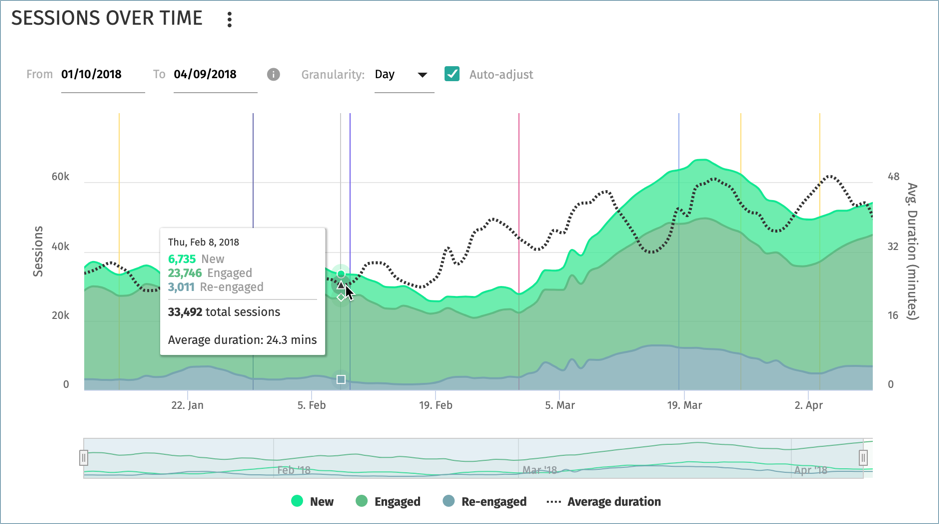 SESSIONS OVER TIME
From 01/10/2018 To 04/09/2018 Granularity: Day Auto-adjust
60k
40k
20k
0
Sessions
48
32
16
0
Avg. Duration (minutes)
Thu, Feb 8, 2018
6,735 New
23,746 Engaged
3,011 Re-engaged
33,492 total sessions
Average duration: 24.3 mins
22. Jan 5. Feb 19. Feb 5. Mar 19. Mar 2. Apr
Feb '18 Mar '18 Apr '18
New Engaged Re-engaged Average duration